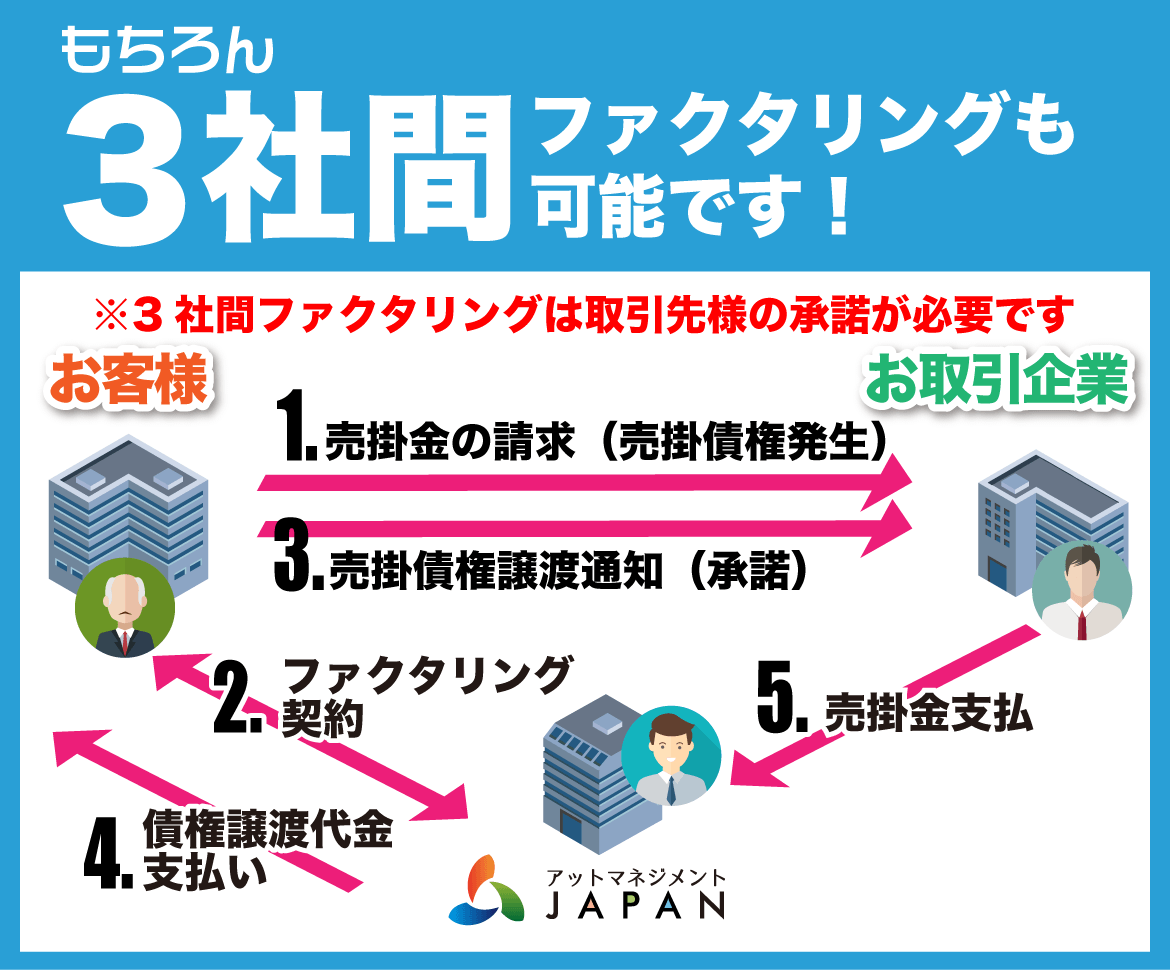 もちろん
3社間
ファクタリングも
可能です！
※3社間ファクタリングは取引先様の承諾が必要です
お客様
お取引企業
1. 売掛金の請求（売掛債権発生）
3. 売掛債権譲渡通知（承諾）
2. ファクタリング
契約
5. 売掛金支払
4. 債権譲渡代金
支払い
アットマネジメント
JAPAN